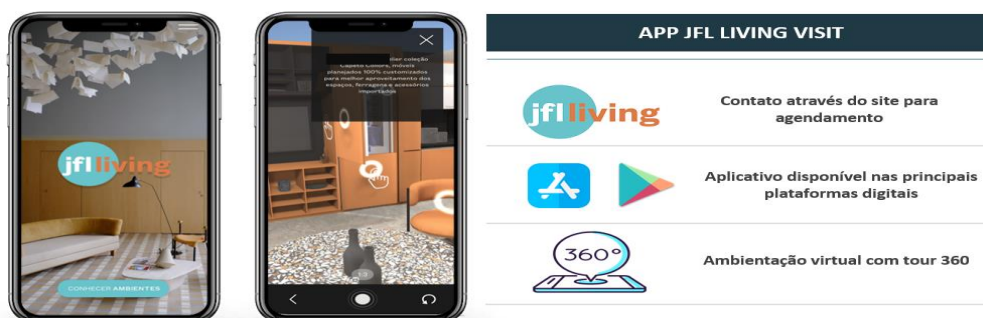 jfl living
CONHECER AMBIENTES
coleção
móveis
planejados 100% customizados
para melhor aproveitamento dos
espaços, ferragens e acessórios
importados
APP JFL LIVING VISIT
jfl living
Contato através do site para
agendamento
Aplicativo disponível nas principais
plataformas digitais
360°
Ambientação virtual com tour 360